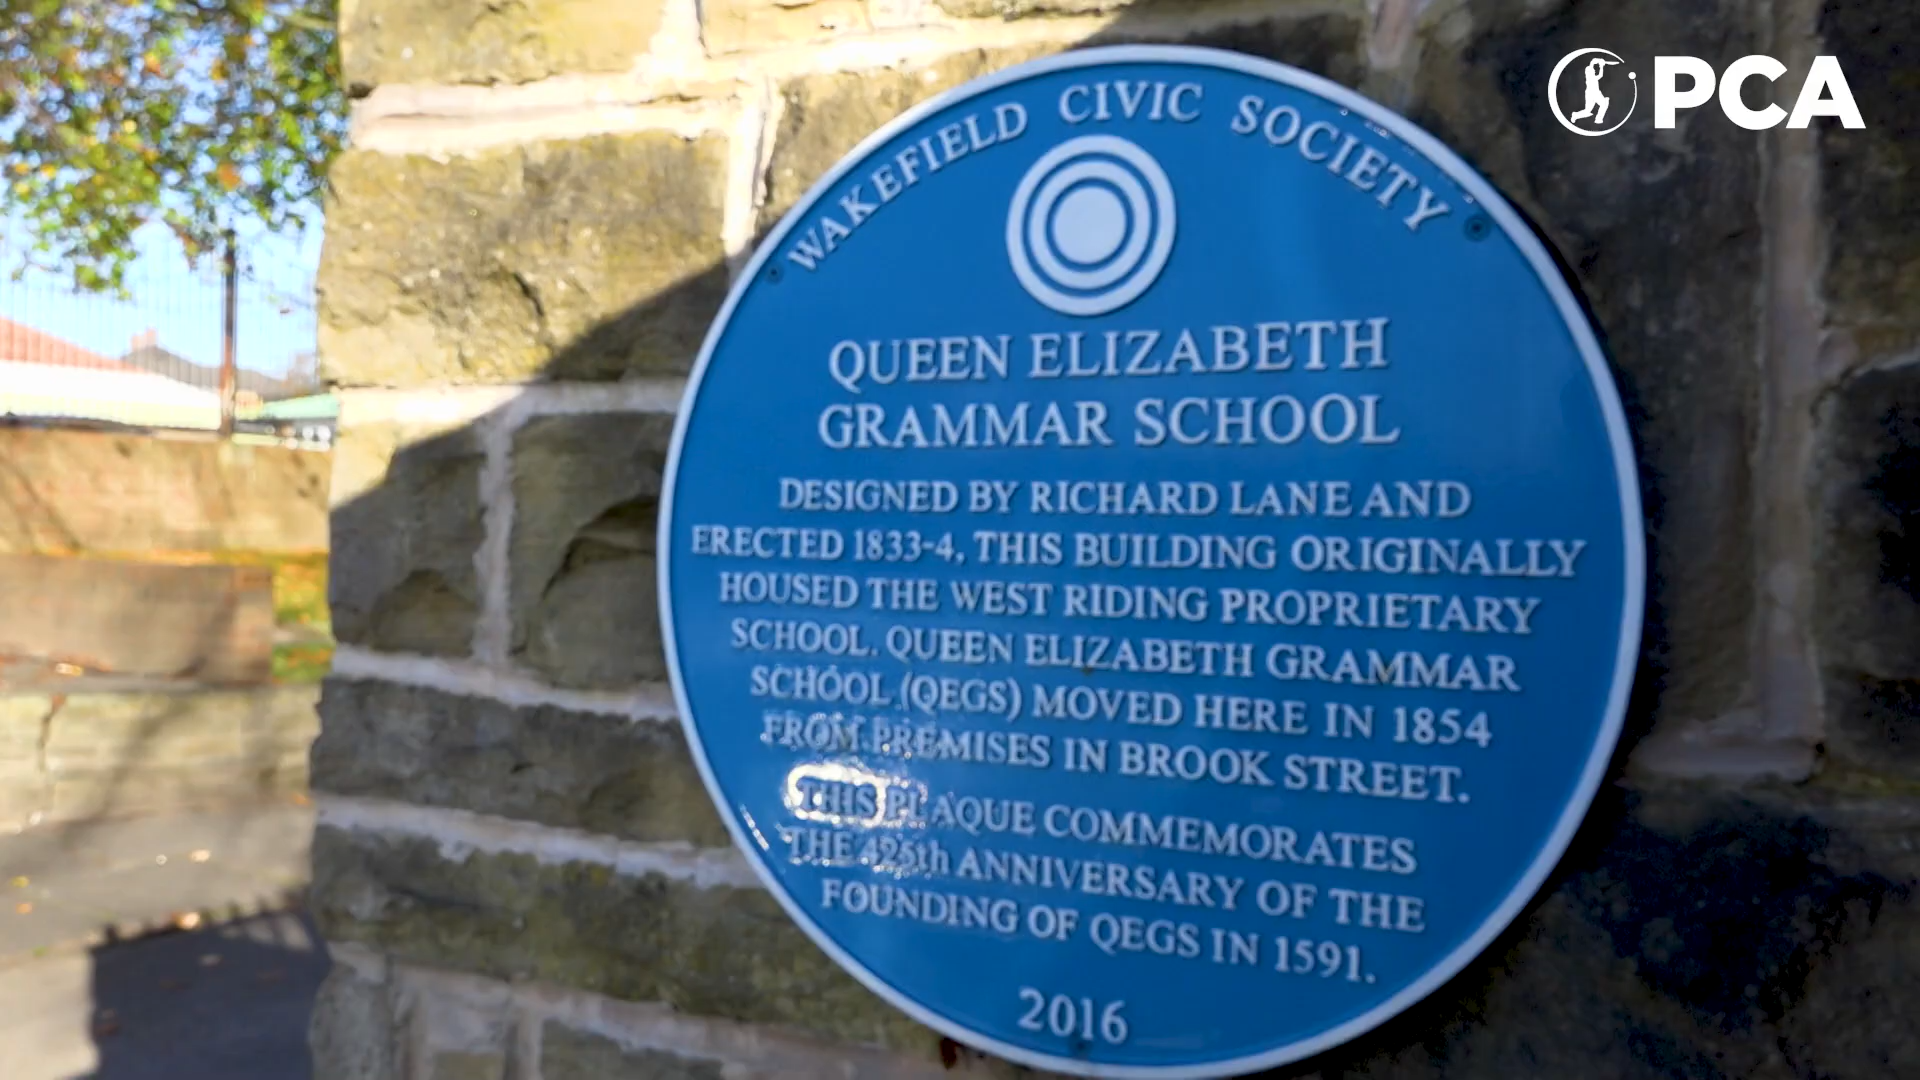 WAKEFIELD CIVIC SOCIETY
PCA
QUEEN ELIZABETH
GRAMMAR SCHOOL
DESIGNED BY RICHARD LANE AND
ERECTED 1833-4, THIS BUILDING ORIGINALLY
HOUSED THE WEST RIDING PROPRIETARY
SCHOOL. QUEEN ELIZABETH GRAMMAR
SCHOOL (QEGS) MOVED HERE IN 1854
FROM PREMISES IN BROOK STREET.
THIS PLAQUE COMMEMORATES
THE 425th ANNIVERSARY OF THE
FOUNDING OF QEGS IN 1591.
2016